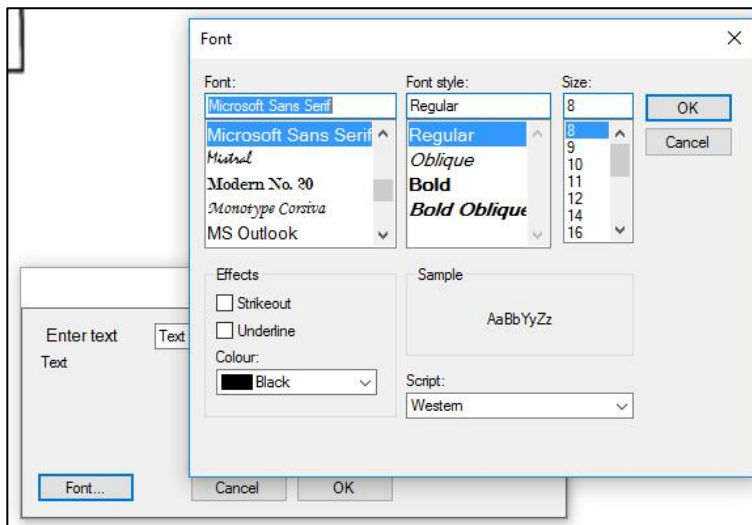 Font
Font:
Font style:
Size:
Microsoft Sans Serif
Regular
8
OK
Cancel
Microsoft Sans Serif
Mistral
Modern No. 20
Monotype Corsiva
MS Outlook
Regular
Oblique
Bold
Bold Oblique
8
9
10
11
12
14
16
Effects
Strikeout
Underline
Colour:
Black
Sample
AaBbYyZz
Script:
Western
Enter text
Text
Text
Font...
Cancel
OK